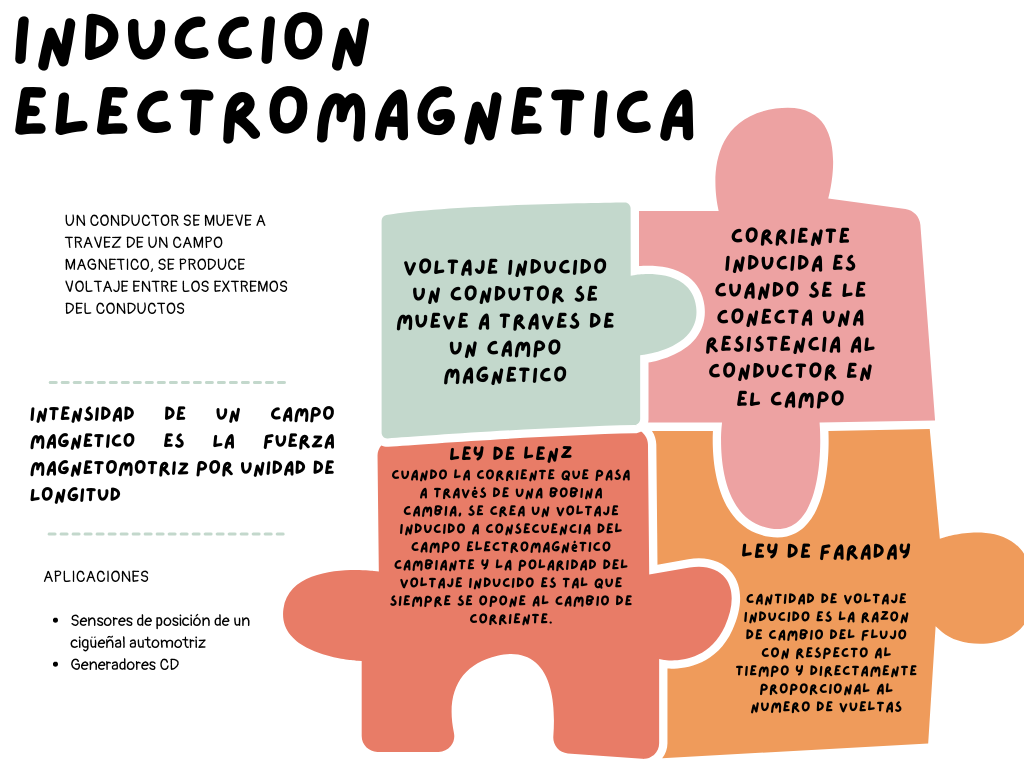 INDUCCION
ELECTROMAGNETICA
UN CONDUCTOR SE MUEVE A
TRAVEZ DE UN CAMPO
MAGNETICO, SE PRODUCE
VOLTAJE ENTRE LOS EXTREMOS
DEL CONDUCTOS
INTENSIDAD DE UN CAMPO
MAGNETICO ES LA FUERZA
MAGNETOMOTRIZ POR UNIDAD DE
LONGITUD
APLICACIONES
• Sensores de posición de un
cigüeñal automotriz
• Generadores CD
VOLTAJE INDUCIDO
UN CONDUTOR SE
MUEVE A TRAVES DE
UN CAMPO
MAGNETICO
CORRIENTE
INDUCIDA ES
CUANDO SE LE
CONECTA UNA
RESISTENCIA AL
CONDUCTOR EN
EL CAMPO
LEY DE LENZ
CUANDO LA CORRIENTE QUE PASA
A TRAVéS DE UNA BOBINA
CAMBIA, SE CREA UN VOLTAJE
INDUCIDO A CONSECUENCIA DEL
CAMPO ELECTROMAGNéTICO
CAMBIANTE Y LA POLARIDAD DEL
VOLTAJE INDUCIDO ES TAL QUE
SIEMPRE SE OPONE AL CAMBIO DE
CORRIENTE.
LEY DE FARADAY
CANTIDAD DE VOLTAJE
INDUCIDO ES LA RAZON
DE CAMBIO DEL FLUJO
CON RESPECTO AL
TIEMPO Y DIRECTAMENTE
PROPORCIONAL AL
NUMERO DE VUELTAS